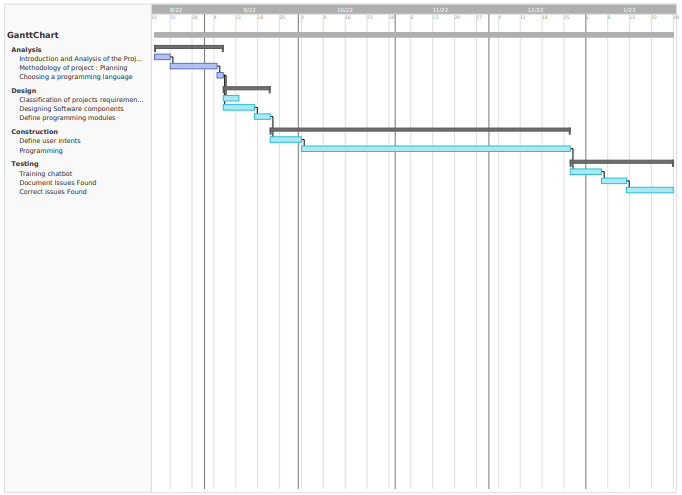 8/22 9/22 10/22 11/22 12/22 1/23
GanttChart
Analysis
Introduction and Analysis of the Proj...
Methodology of project : Planning
Choosing a programming language
Design
Classification of projects requiremen...
Designing Software components
Define programming modules
Construction
Define user intents
Programming
Testing
Training chatbot
Document Issues Found
Correct issues Found